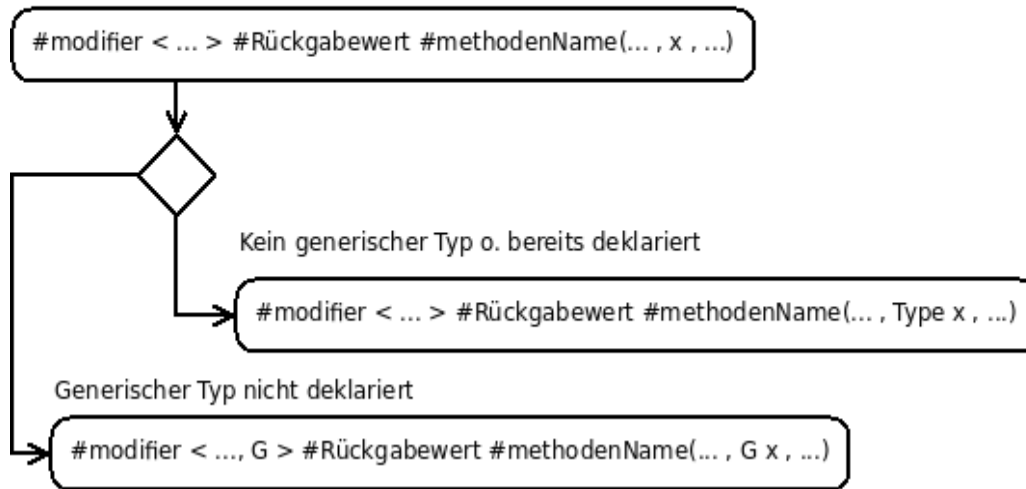 #modifier < ... > #Rückgabewert #methodenName(... , x , ...)
Kein generischer Typ o. bereits deklariert
#modifier < ... > #Rückgabewert #methodenName(... , Type x , ...)
Generischer Typ nicht deklariert
#modifier < ..., G > #Rückgabewert #methodenName(... , G x , ...)